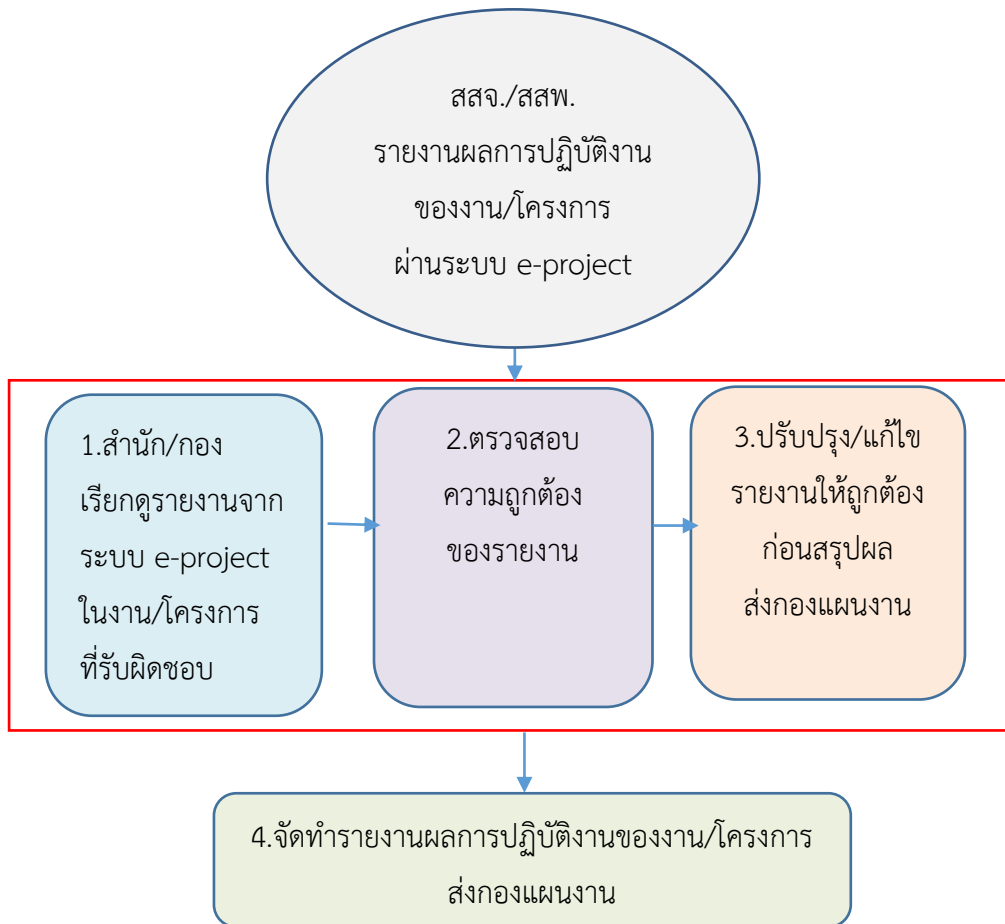 สสจ./สสพ.
รายงานผลการปฏิบัติงาน
ของงาน/โครงการ
ผ่านระบบ e-project
1.สำนัก/กอง
เรียกดูรายงานจาก
ระบบ e-project
ในงาน/โครงการ
ที่รับผิดชอบ
2.ตรวจสอบ
ความถูกต้อง
ของรายงาน
3.ปรับปรุง/แก้ไข
รายงานให้ถูกต้อง
ก่อนสรุปผล
ส่งกองแผนงาน
4.จัดทำรายงานผลการปฏิบัติงานของงาน/โครงการ
ส่งกองแผนงาน